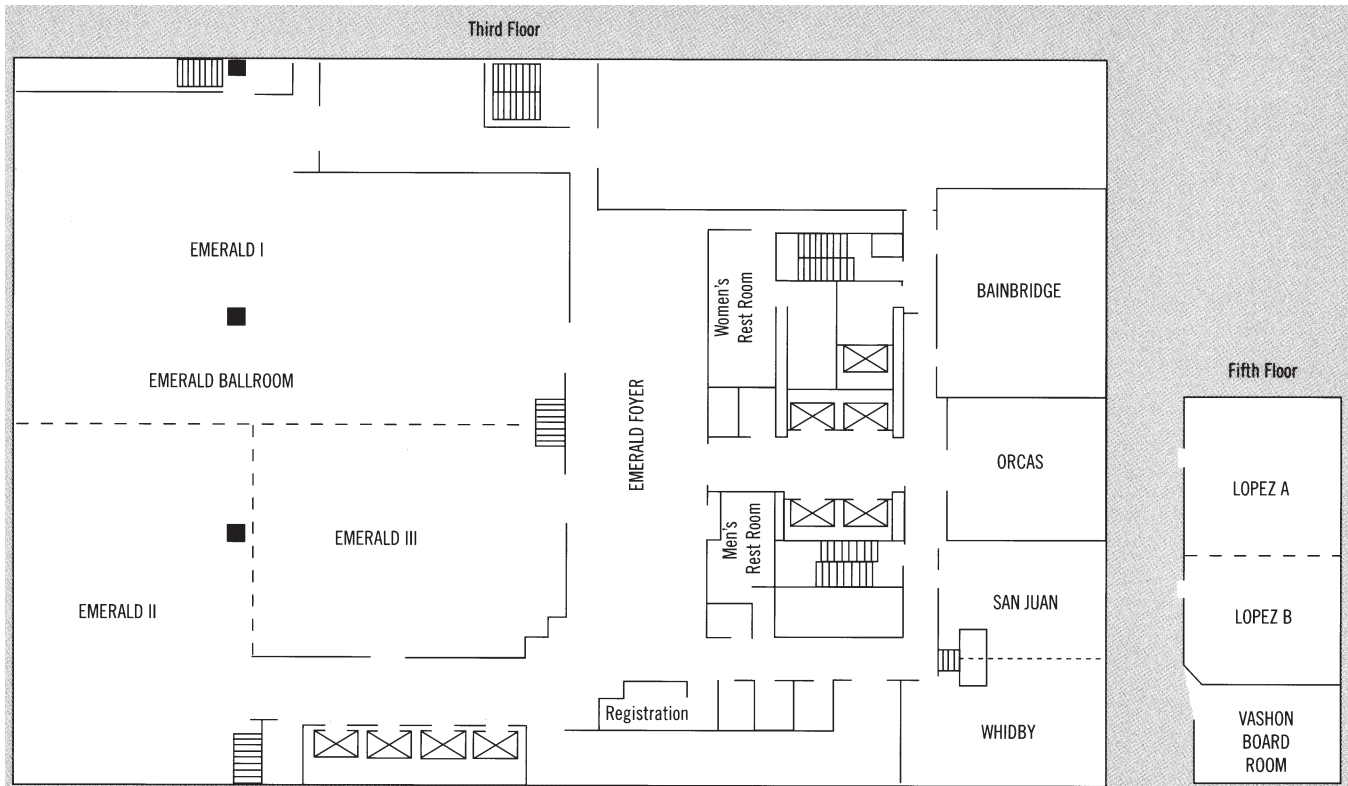 Third Floor
EMERALD I
EMERALD BALLROOM
EMERALD II
EMERALD III
EMERALD FOYER
Women's
Rest Room
Men's
Rest Room
Registration
BAINBRIDGE
ORCAS
SAN JUAN
WHIDBY
Fifth Floor
LOPEZ A
LOPEZ B
VASHON
BOARD
ROOM